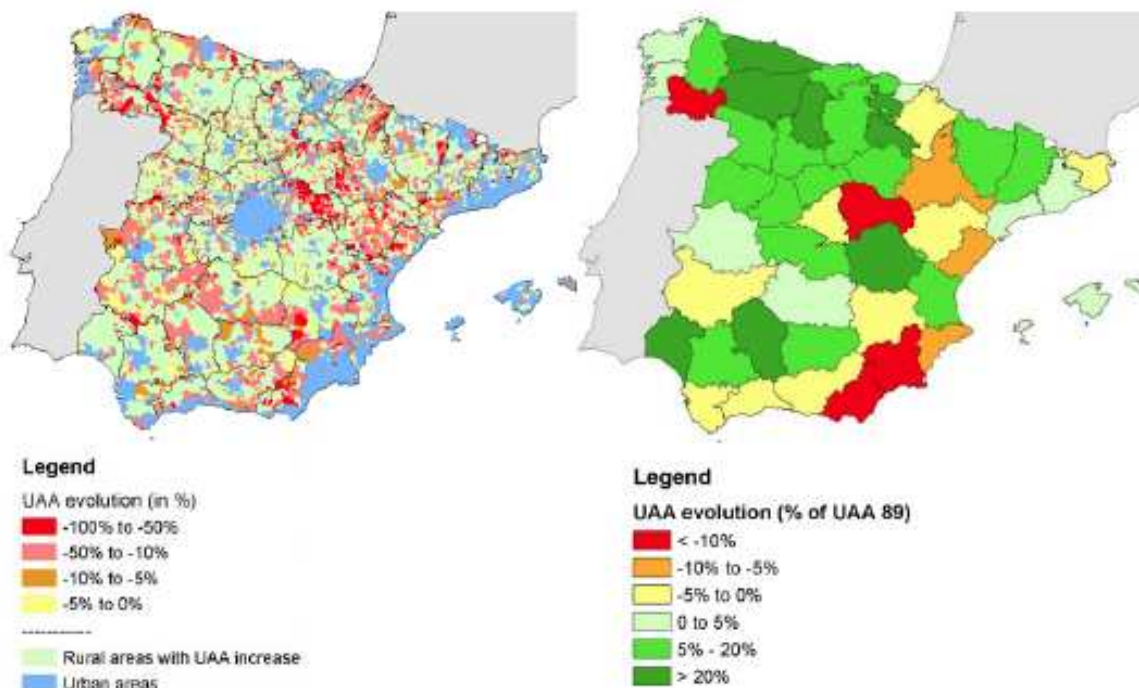 Legend
UAA evolution (in %)
-100% to -50%
-50% to -10%
-10% to -5%
-5% to 0%
Rural areas with UAA increase
Urban areas
Legend
UAA evolution (% of UAA 89)
< -10%
-10% to -5%
-5% to 0%
0 to 5%
5% - 20%
> 20%